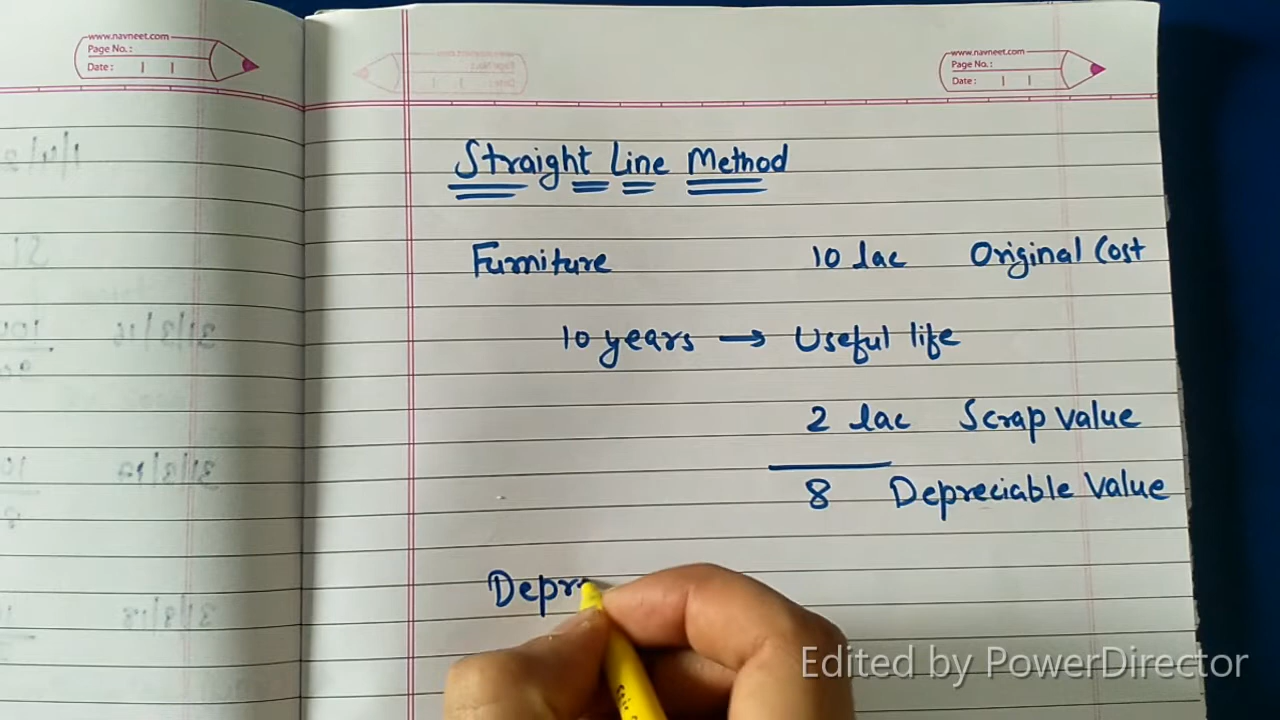 www.navneet.com
Page No. :
Date :
www.navneet.com
Page No. :
Date :
Straight Line Method
Furniture 10 lac Original Cost
10 years → Useful life
2 lac Scrap value
8 Depreciable Value
Depre
Edited by PowerDirector